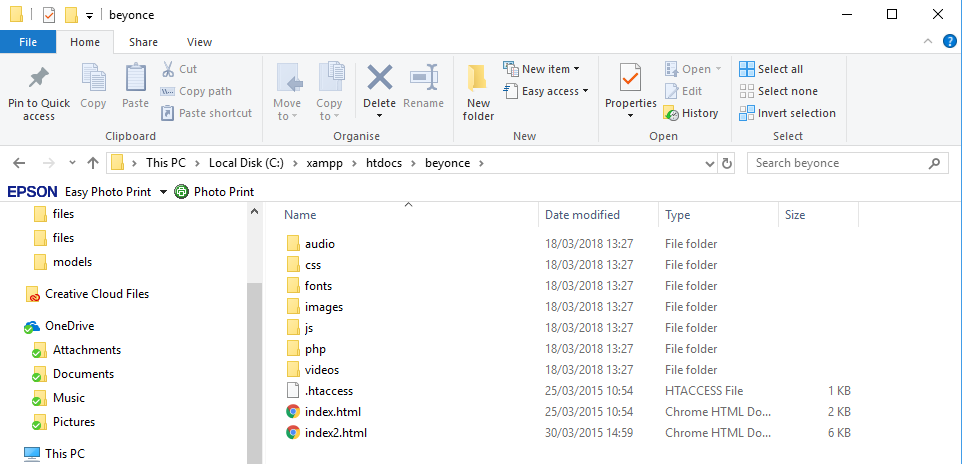 beyonce
File Home Share View
Pin to Quick access
Copy
Paste
Cut
Copy path
Paste shortcut
Clipboard
Move to
Copy to
Delete
Rename
Organise
New folder
New item
Easy access
New
Properties
Open
Edit
History
Open
Select all
Select none
Invert selection
Select
This PC Local Disk (C:) xampp htdocs beyonce
Search beyonce
EPSON Easy Photo Print Photo Print
files
files
models
Creative Cloud Files
OneDrive
Attachments
Documents
Music
Pictures
This PC
Name Date modified Type Size
audio 18/03/2018 13:27 File folder
css 18/03/2018 13:27 File folder
fonts 18/03/2018 13:27 File folder
images 18/03/2018 13:27 File folder
js 18/03/2018 13:27 File folder
php 18/03/2018 13:27 File folder
videos 18/03/2018 13:27 File folder
.htaccess 25/03/2015 10:54 HTACCESS File 1 KB
index.html 25/03/2015 10:54 Chrome HTML Do... 2 KB
index2.html 30/03/2015 14:59 Chrome HTML Do... 6 KB